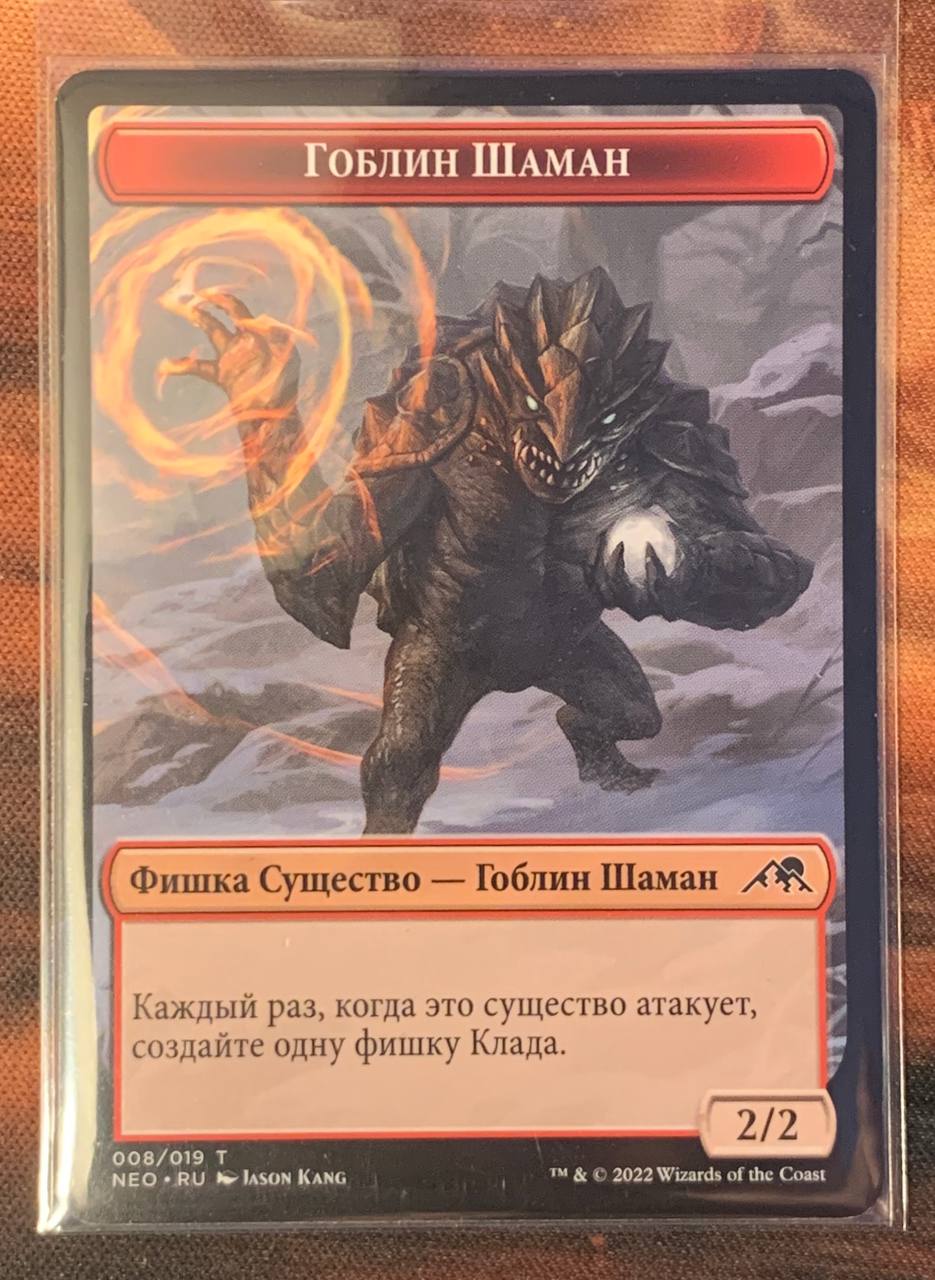 Гоблин Шаман
Фишка Существо — Гоблин Шаман
Каждый раз, когда это существо атакует,
создайте одну фишку Клада.
2/2
008/019 T
NEO • RU Jason Kang
™ & © 2022 Wizards of the Coast